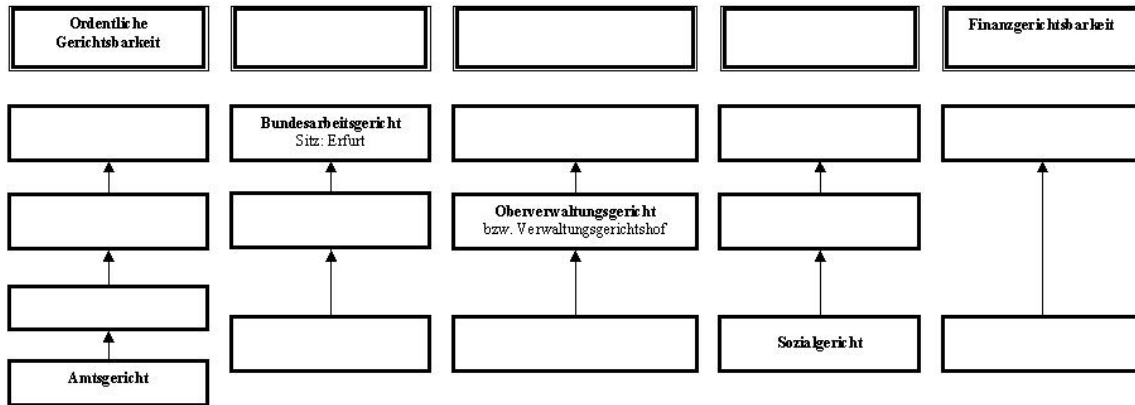 Ordentliche
Gerichtsbarkeit
Finanzgerichtsbarkeit
Bundesarbeitsgericht
Sitz: Erfurt
Oberverwaltungsgericht
bzw. Verwaltungsgerichtshof
Sozialgericht
Amtsgericht